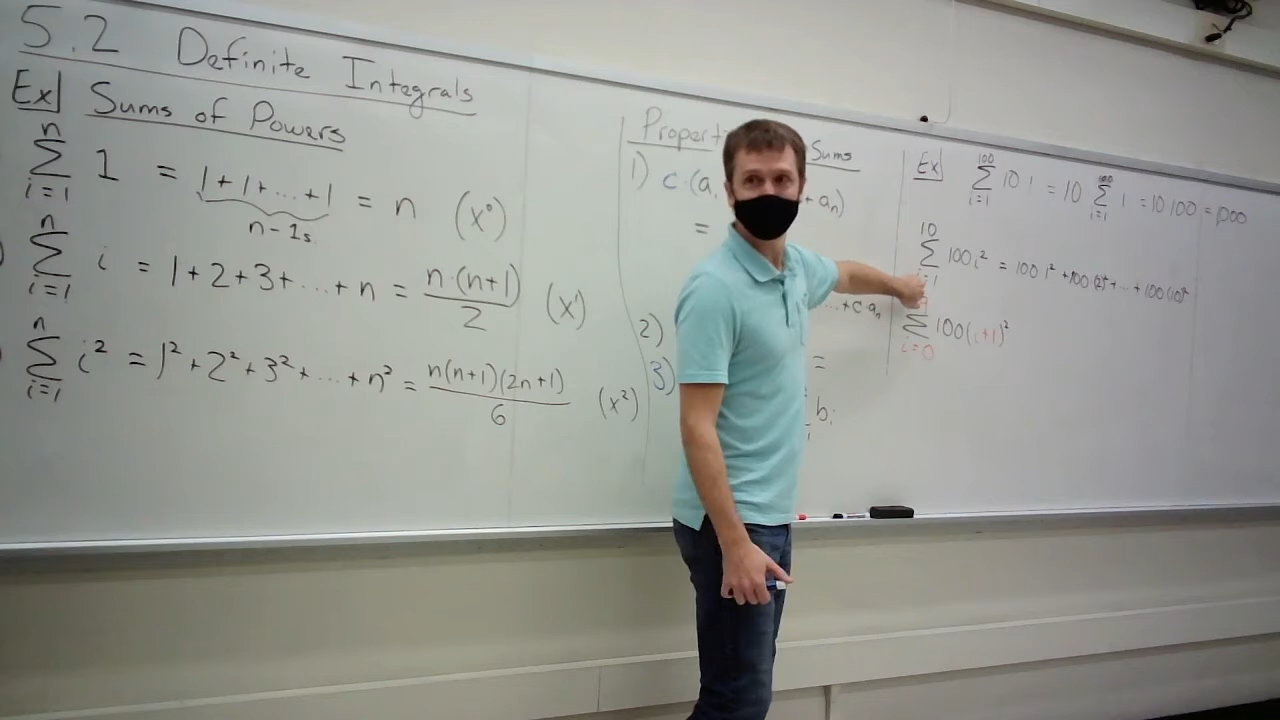 5.2 Definite Integrals
Ex| Sums of Powers
n
∑ 1 = 1+1+...+1 = n (x⁰)
i=1
n-1s
n
∑ i = 1+2+3+...+n = n·(n+1)/2 (x¹)
i=1
n
∑ i² = 1²+2²+3²+...+n² = n(n+1)(2n+1)/6 (x²)
i=1
Sums
1) c·(a + aₙ)
=
...+c·aₙ
2)
=
3)
bᵢ
Ex|
100 100
∑ 10·1 = 10 ∑ 1 = 10·100 = 1000
i=1 i=1
10
∑ 100i² = 100·1²+100(2)²+...+100(10)²
i=1
9
∑ 100(i+1)²
i=0